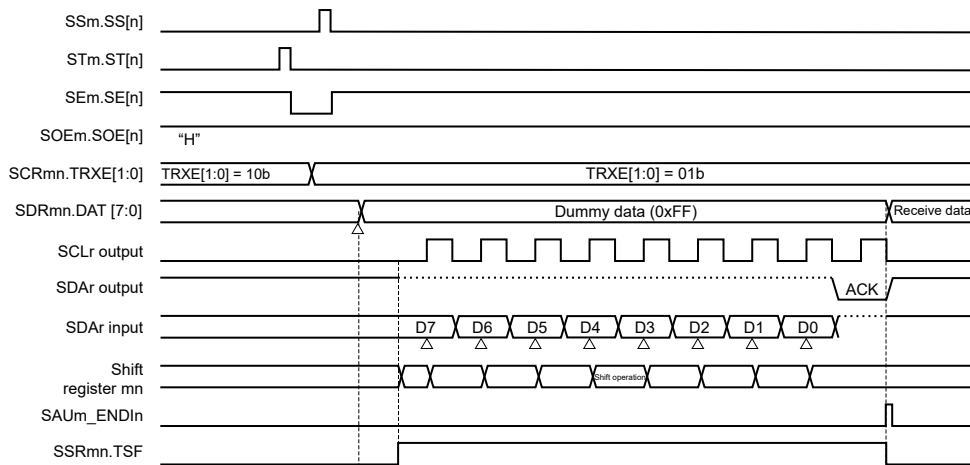 SSm.SS[n]
STm.ST[n]
SEm.SE[n]
SOEm.SOE[n] “H”
SCRmn.TRXE[1:0] TRXE[1:0] = 10b TRXE[1:0] = 01b
SDRmn.DAT [7:0] Dummy data (0xFF) Receive data
SCLr output
SDAr output ACK
SDAr input D7 D6 D5 D4 D3 D2 D1 D0
Shift
register mn Shift operation
SAUm_ENDIn
SSRmn.TSF